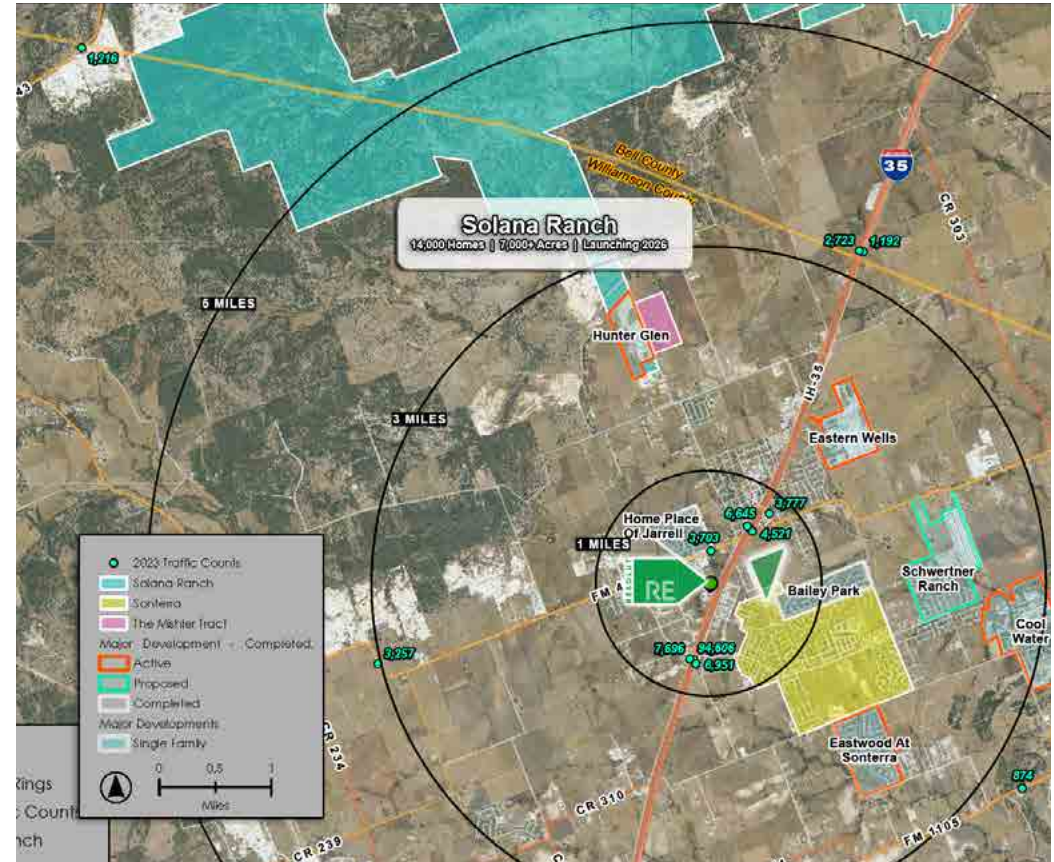 1,216
43
Bell County
Williamson County
35
CR 303
Solana Ranch
14,000 Homes | 7,000+ Acres | Launching 2026
2,723
1,192
5 MILES
Hunter Glen
IH-35
3 MILES
Eastern Wells
3,777
6,645
4,521
Home Place
Of Jarrell
3,703
1 MILES
RE
FM
Bailey Park
Schwertner
Ranch
Cool
Water
7,696
94,606
6,951
3,257
Eastwood At
Sonterra
874
CR 234
CR 310
CR 239
FM 1105
2023 Traffic Counts
Solana Ranch
Sonterra
The Mishler Tract
Major Development - Completed,
Active
Proposed
Completed
Major Developments
Single Family
0 0.5 1
Miles
Rings
c Counts
nch